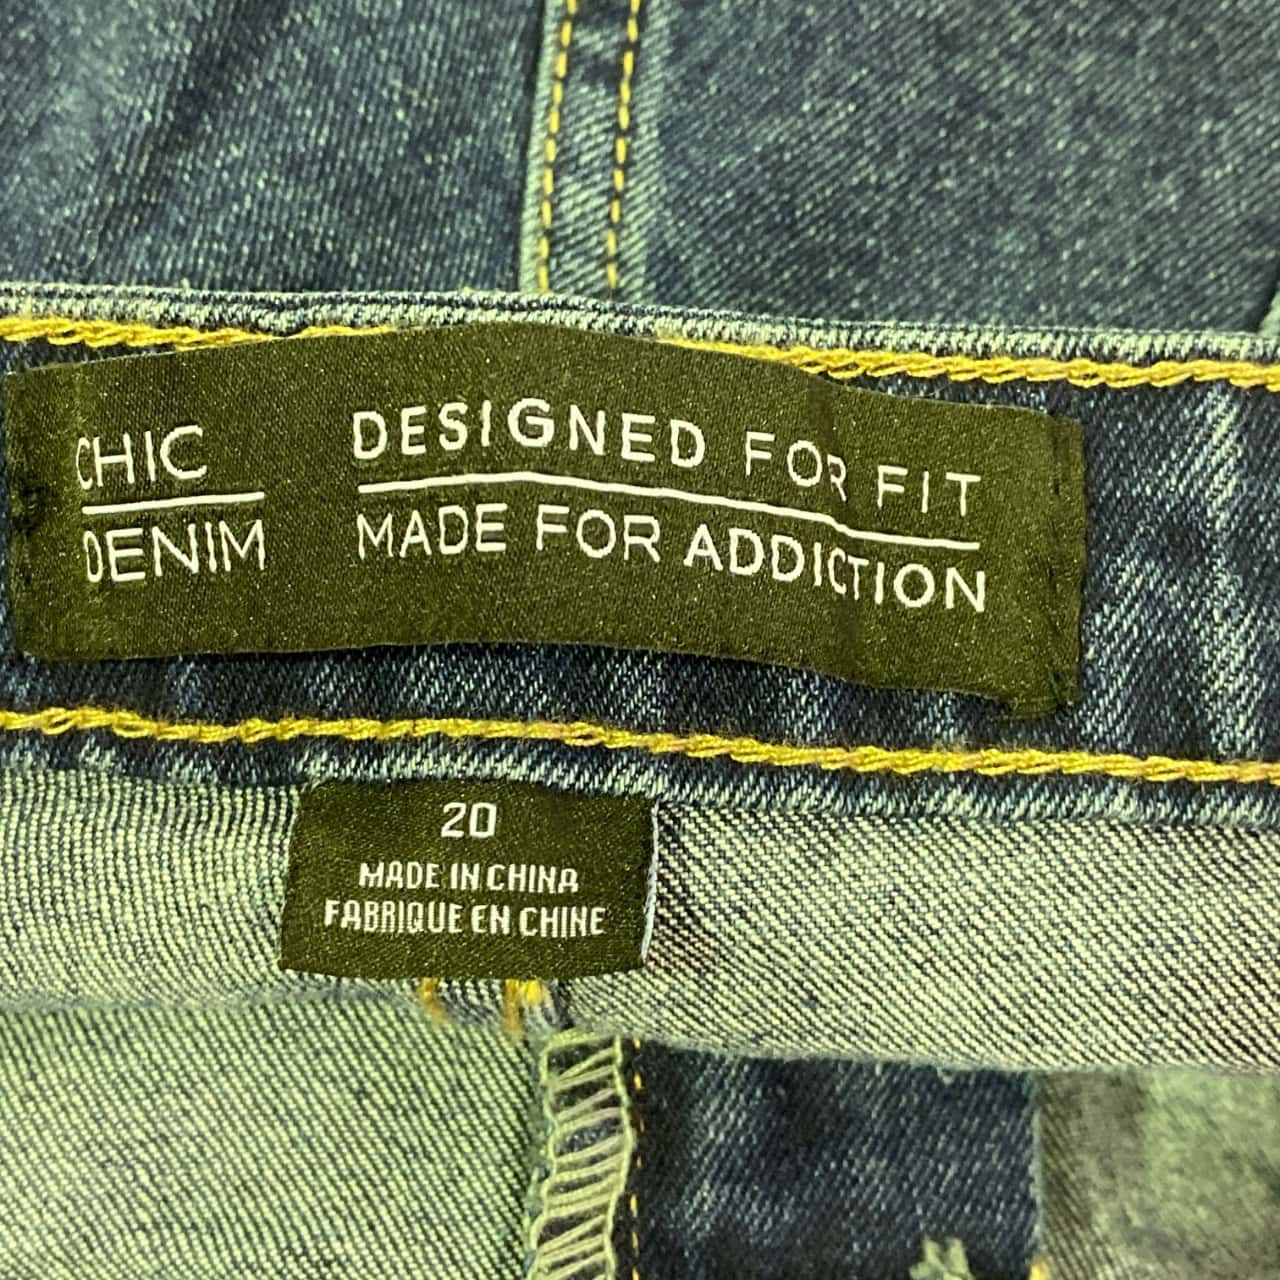 CHIC
DENIM
DESIGNED FOR FIT
MADE FOR ADDICTION
20
MADE IN CHINA
FABRIQUE EN CHINE